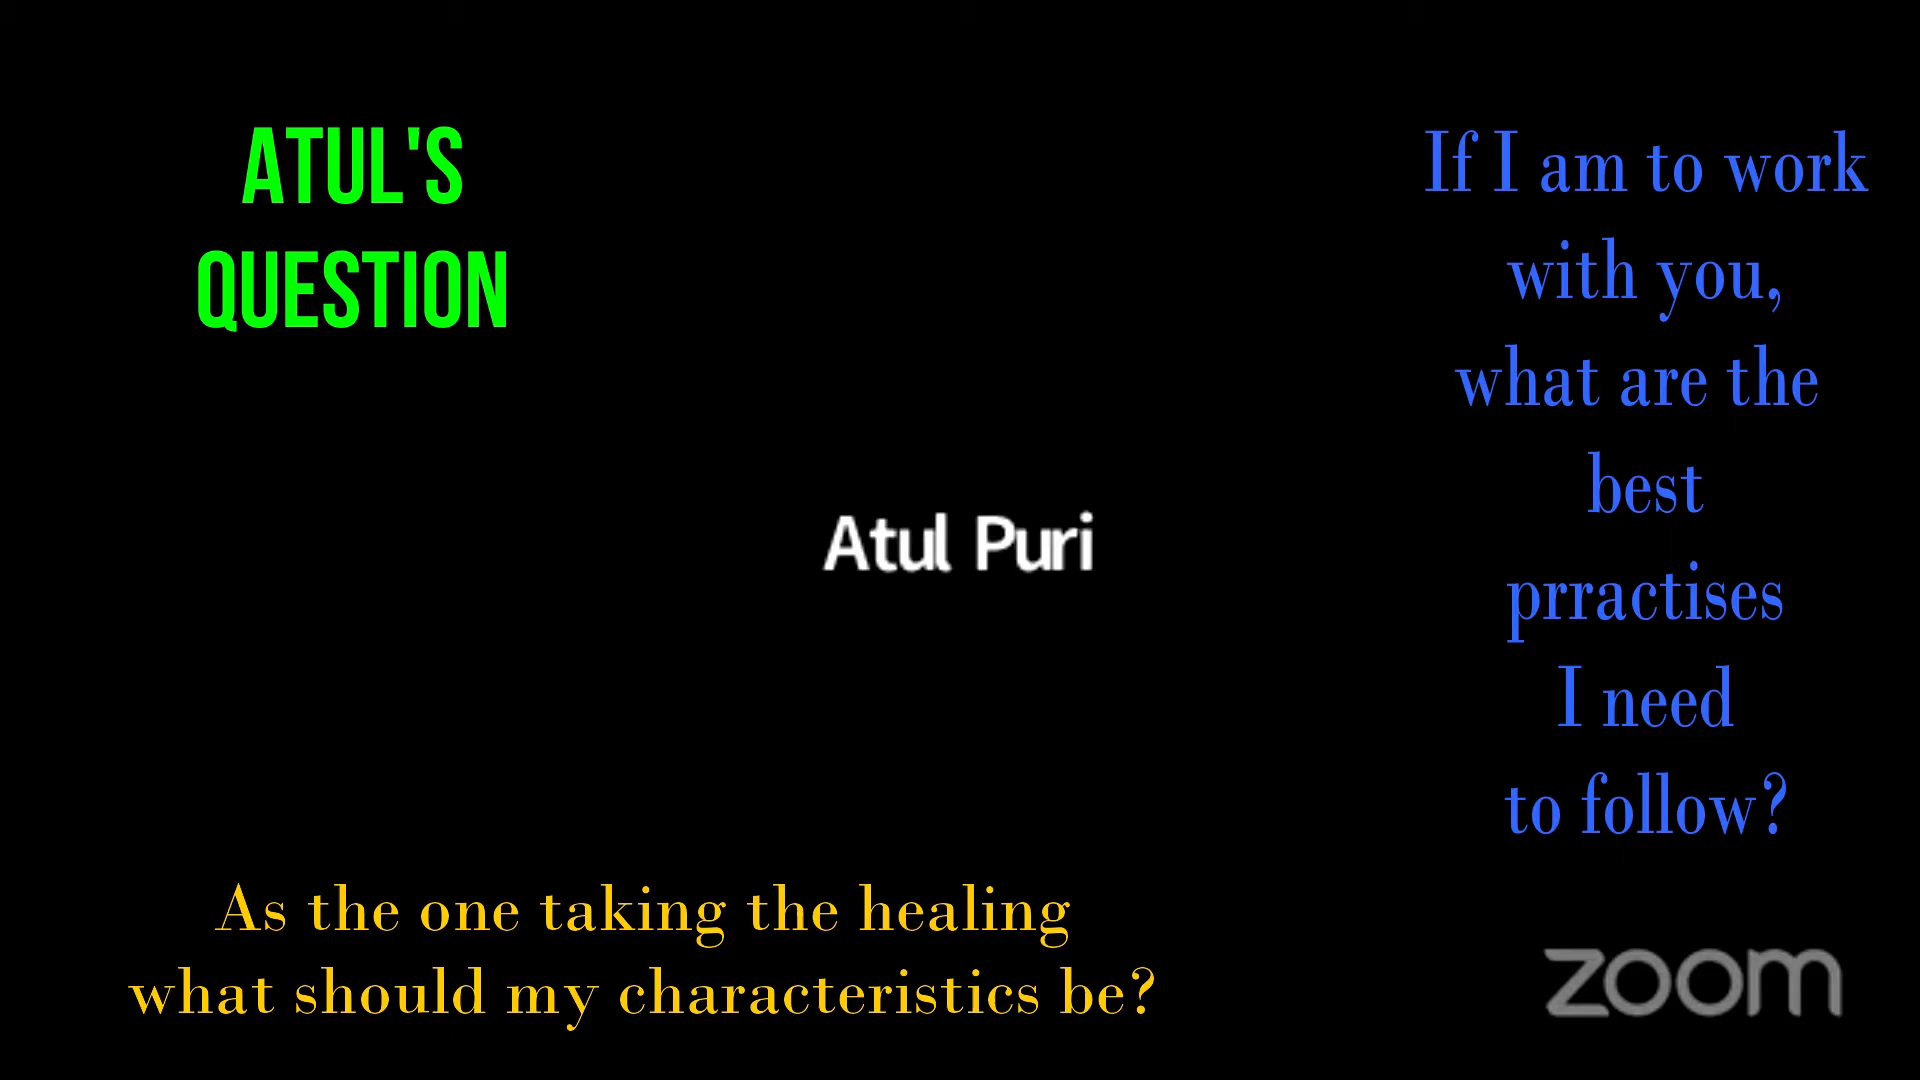 ATUL'S
QUESTION
If I am to work
with you,
what are the
best
prractises
I need
to follow?
Atul Puri
As the one taking the healing
what should my characteristics be?
zoom